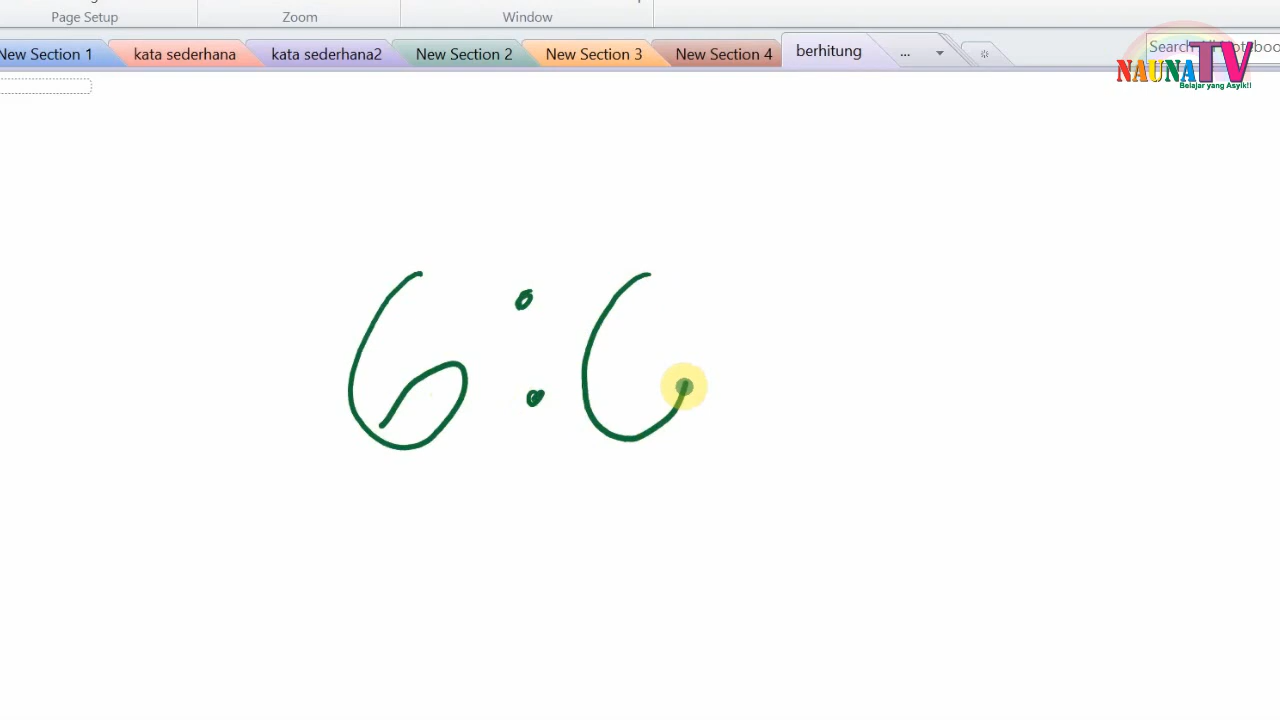 Page Setup Zoom Window
New Section 1 kata sederhana kata sederhana2 New Section 2 New Section 3 New Section 4 berhitung ...
NAUNA TV
Belajar yang Asyik!!
6 : 6